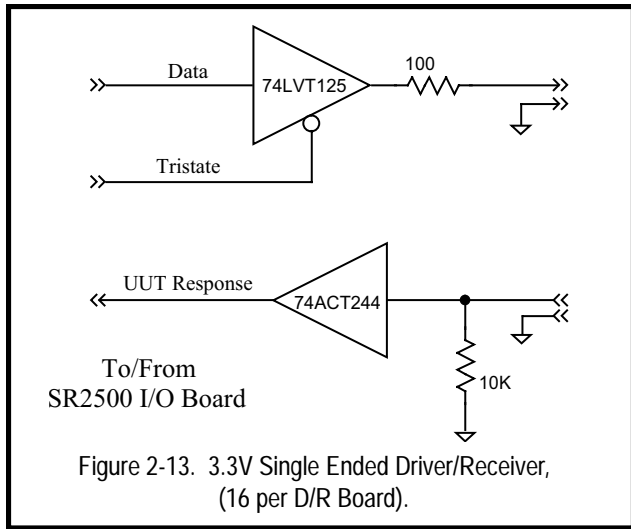 Data
74LVT125
100
Tristate
UUT Response
74ACT244
10K
To/From
SR2500 I/O Board
Figure 2-13. 3.3V Single Ended Driver/Receiver,
(16 per D/R Board).